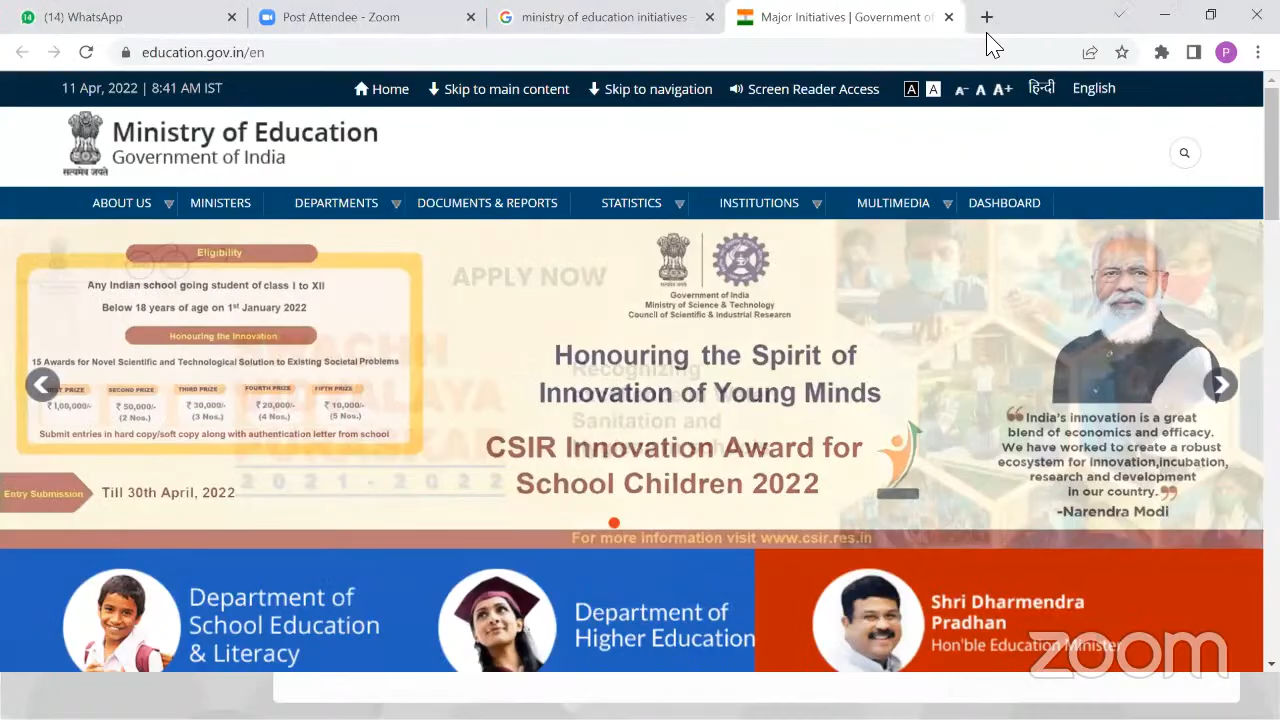 (14) WhatsApp
Post Attendee - Zoom
ministry of education initiatives -
Major Initiatives | Government of
education.gov.in/en
P
11 Apr, 2022 | 8:41 AM IST
Home
Skip to main content
Skip to navigation
Screen Reader Access
A
A
A-
A
A+
हिन्दी
English
Ministry of Education
Government of India
सत्यमेव जयते
ABOUT US
MINISTERS
DEPARTMENTS
DOCUMENTS & REPORTS
STATISTICS
INSTITUTIONS
MULTIMEDIA
DASHBOARD
Eligibility
Any Indian school going student of class I to XII
Below 18 years of age on 1st January 2022
Honouring the Innovation
15 Awards for Novel Scientific and Technological Solution to Existing Societal Problems
FIRST PRIZE SECOND PRIZE THIRD PRIZE FOURTH PRIZE FIFTH PRIZE
₹1,00,000/- ₹50,000/- ₹30,000/- ₹20,000/- ₹10,000/-
(2 Nos.) (3 Nos.) (4 Nos.) (5 Nos.)
Submit entries in hard copy/soft copy along with authentication letter from school
2021-2022
Entry Submission
Till 30th April, 2022
APPLY NOW
Government of India
Ministry of Science & Technology
Council of Scientific & Industrial Research
Honouring the Spirit of
Innovation of Young Minds
Recognizing
Sanitation and
CSIR Innovation Award for
School Children 2022
For more information visit www.csir.res.in
India's innovation is a great
blend of economics and efficacy.
We have worked to create a robust
ecosystem for innovation,incubation,
research and development
in our country.
-Narendra Modi
Department of
School Education
& Literacy
Department of
Higher Education
Shri Dharmendra
Pradhan
Hon'ble Education Minister
zoom